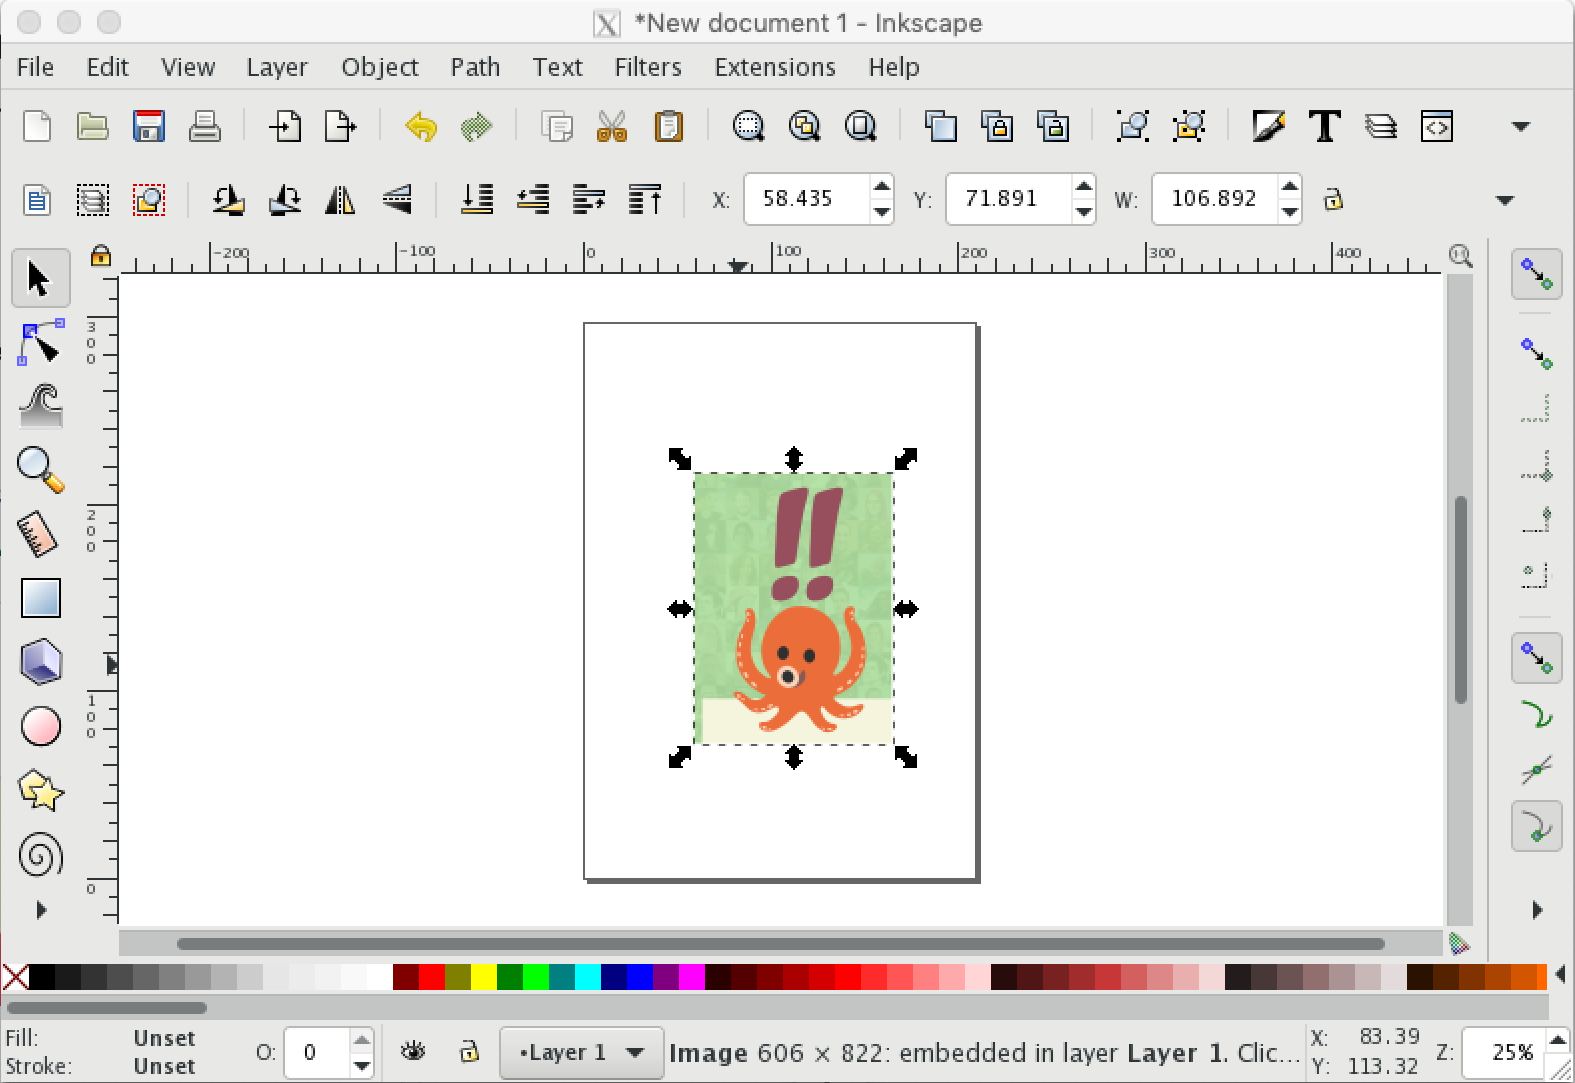 *New document 1 - Inkscape
File Edit View Layer Object Path Text Filters Extensions Help
X: 58.435 Y: 71.891 W: 106.892
-200 -100 0 100 200 300 400
300
200
100
0
!!
Fill: Unset
Stroke: Unset
O: 0
•Layer 1
Image 606 × 822: embedded in layer Layer 1. Clic...
X: 83.39
Y: 113.32
Z: 25%